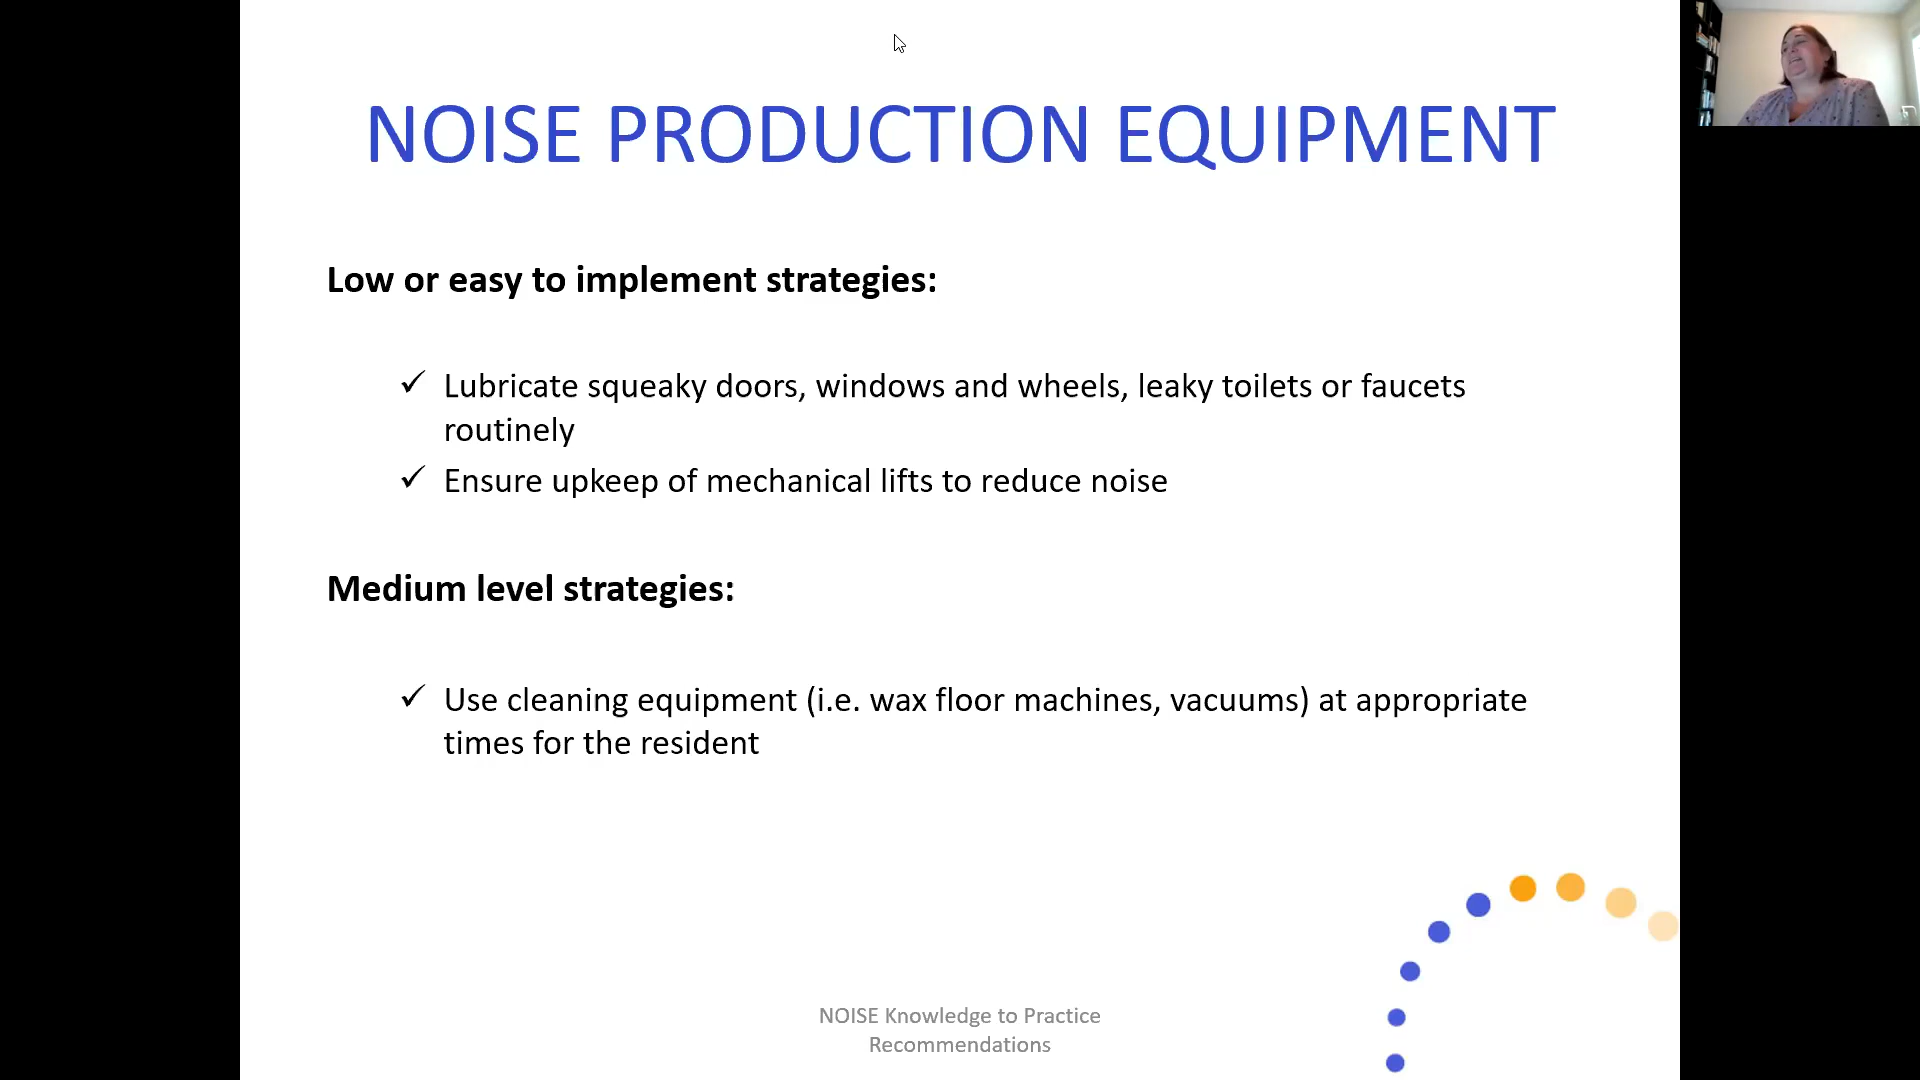 NOISE PRODUCTION EQUIPMENT
Low or easy to implement strategies:
✓ Lubricate squeaky doors, windows and wheels, leaky toilets or faucets
routinely
✓ Ensure upkeep of mechanical lifts to reduce noise
Medium level strategies:
✓ Use cleaning equipment (i.e. wax floor machines, vacuums) at appropriate
times for the resident
NOISE Knowledge to Practice
Recommendations